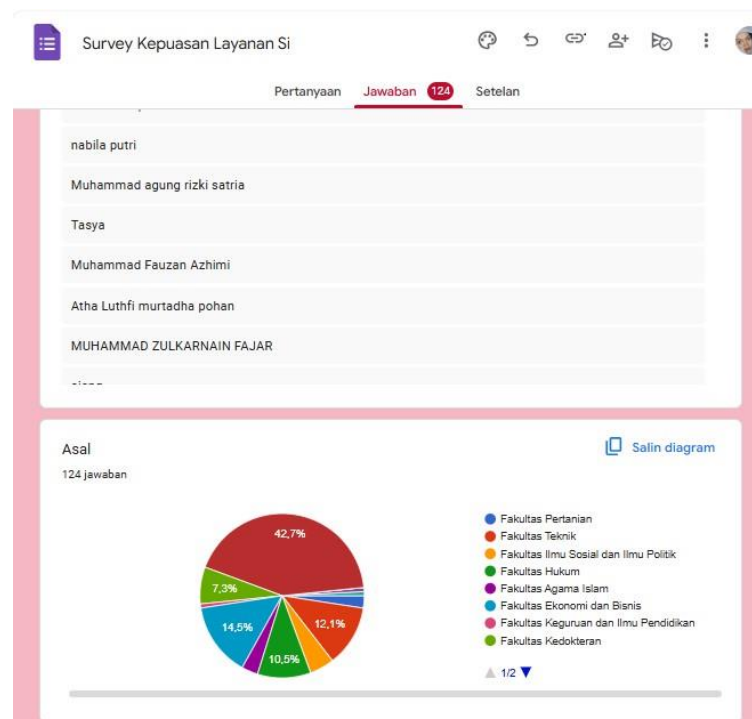 Survey Kepuasan Layanan Si
Pertanyaan Jawaban 124 Setelan
nabila putri
Muhammad agung rizki satria
Tasya
Muhammad Fauzan Azhimi
Atha Luthfi murtadha pohan
MUHAMMAD ZULKARNAIN FAJAR
Asal
Salin diagram
124 jawaban
42,7%
7,3%
14,5%
12,1%
10,5%
Fakultas Pertanian
Fakultas Teknik
Fakultas Ilmu Sosial dan Ilmu Politik
Fakultas Hukum
Fakultas Agama Islam
Fakultas Ekonomi dan Bisnis
Fakultas Keguruan dan Ilmu Pendidikan
Fakultas Kedokteran
1/2